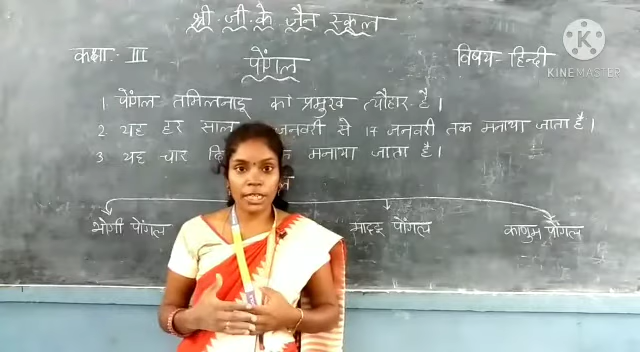 श्री जी के जैन स्कूल
कक्षा - III
विषय - हिन्दी
पोंगल
1. पोंगल तमिलनाडू का प्रमुख त्यौहार है।
2. यह हर साल जनवरी से 17 जनवरी तक मनाया जाता है।
3. यह चार मनाया जाता है।
भोगी पोंगल
माट्टू पोंगल
काणुम पोंगल
KINEMASTER